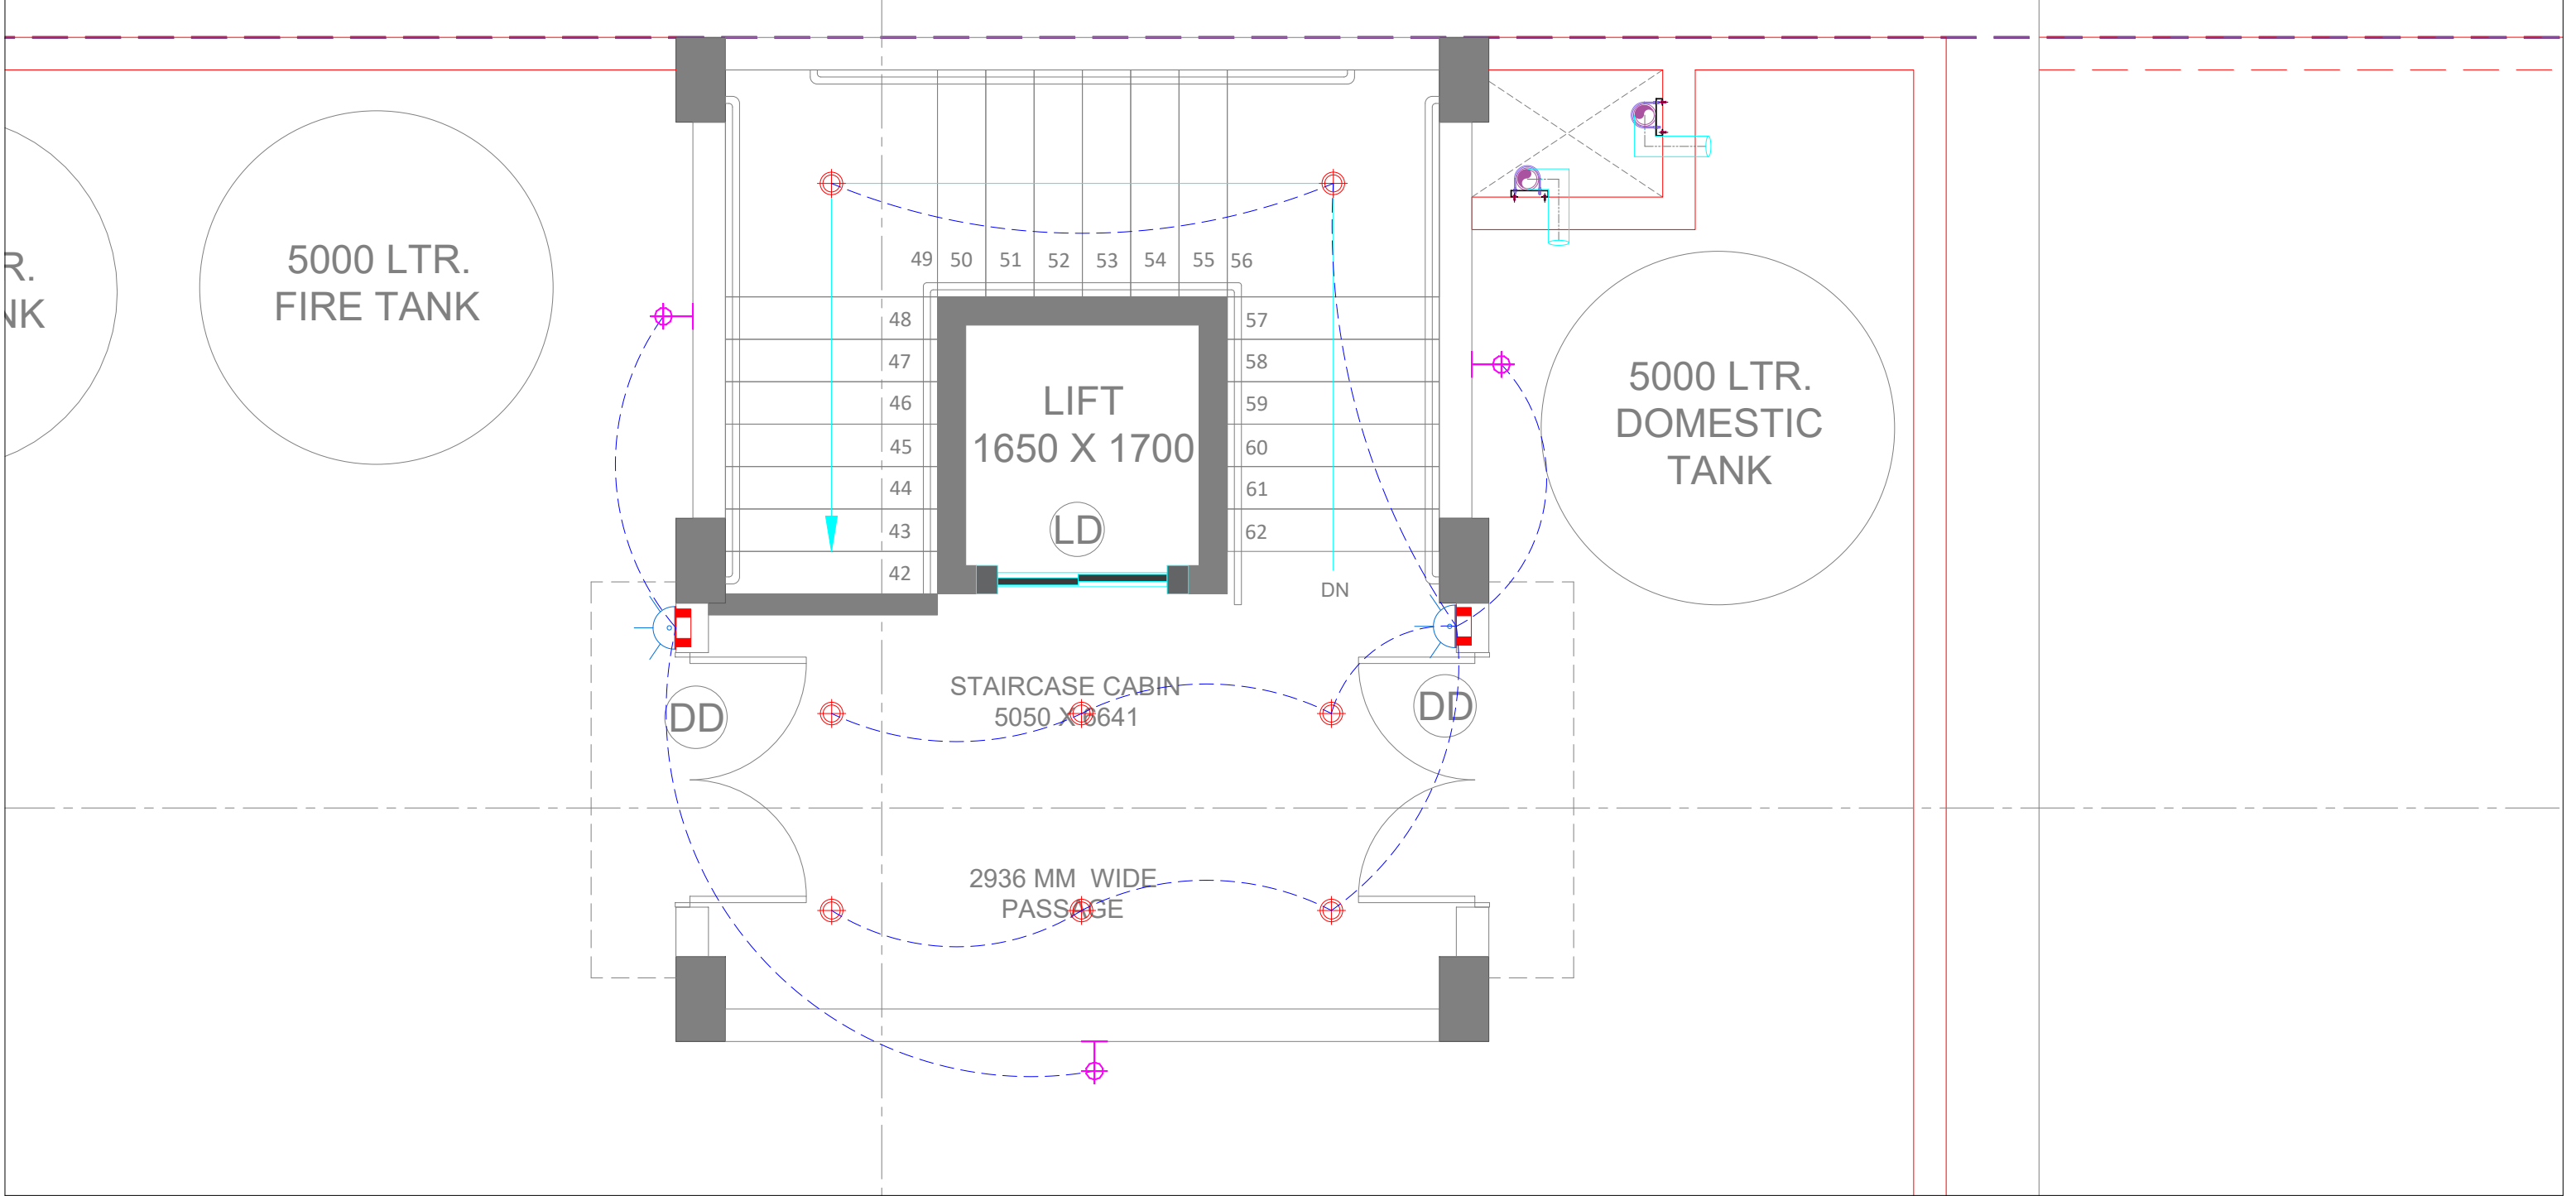 5000 LTR.
FIRE TANK
R.
NK
49 50 51 52 53 54 55 56
48
47
46
45
44
43
42
57
58
59
60
61
62
LIFT
1650 X 1700
LD
5000 LTR.
DOMESTIC
TANK
DN
STAIRCASE CABIN
5050 X 6641
DD
DD
2936 MM WIDE
PASSAGE